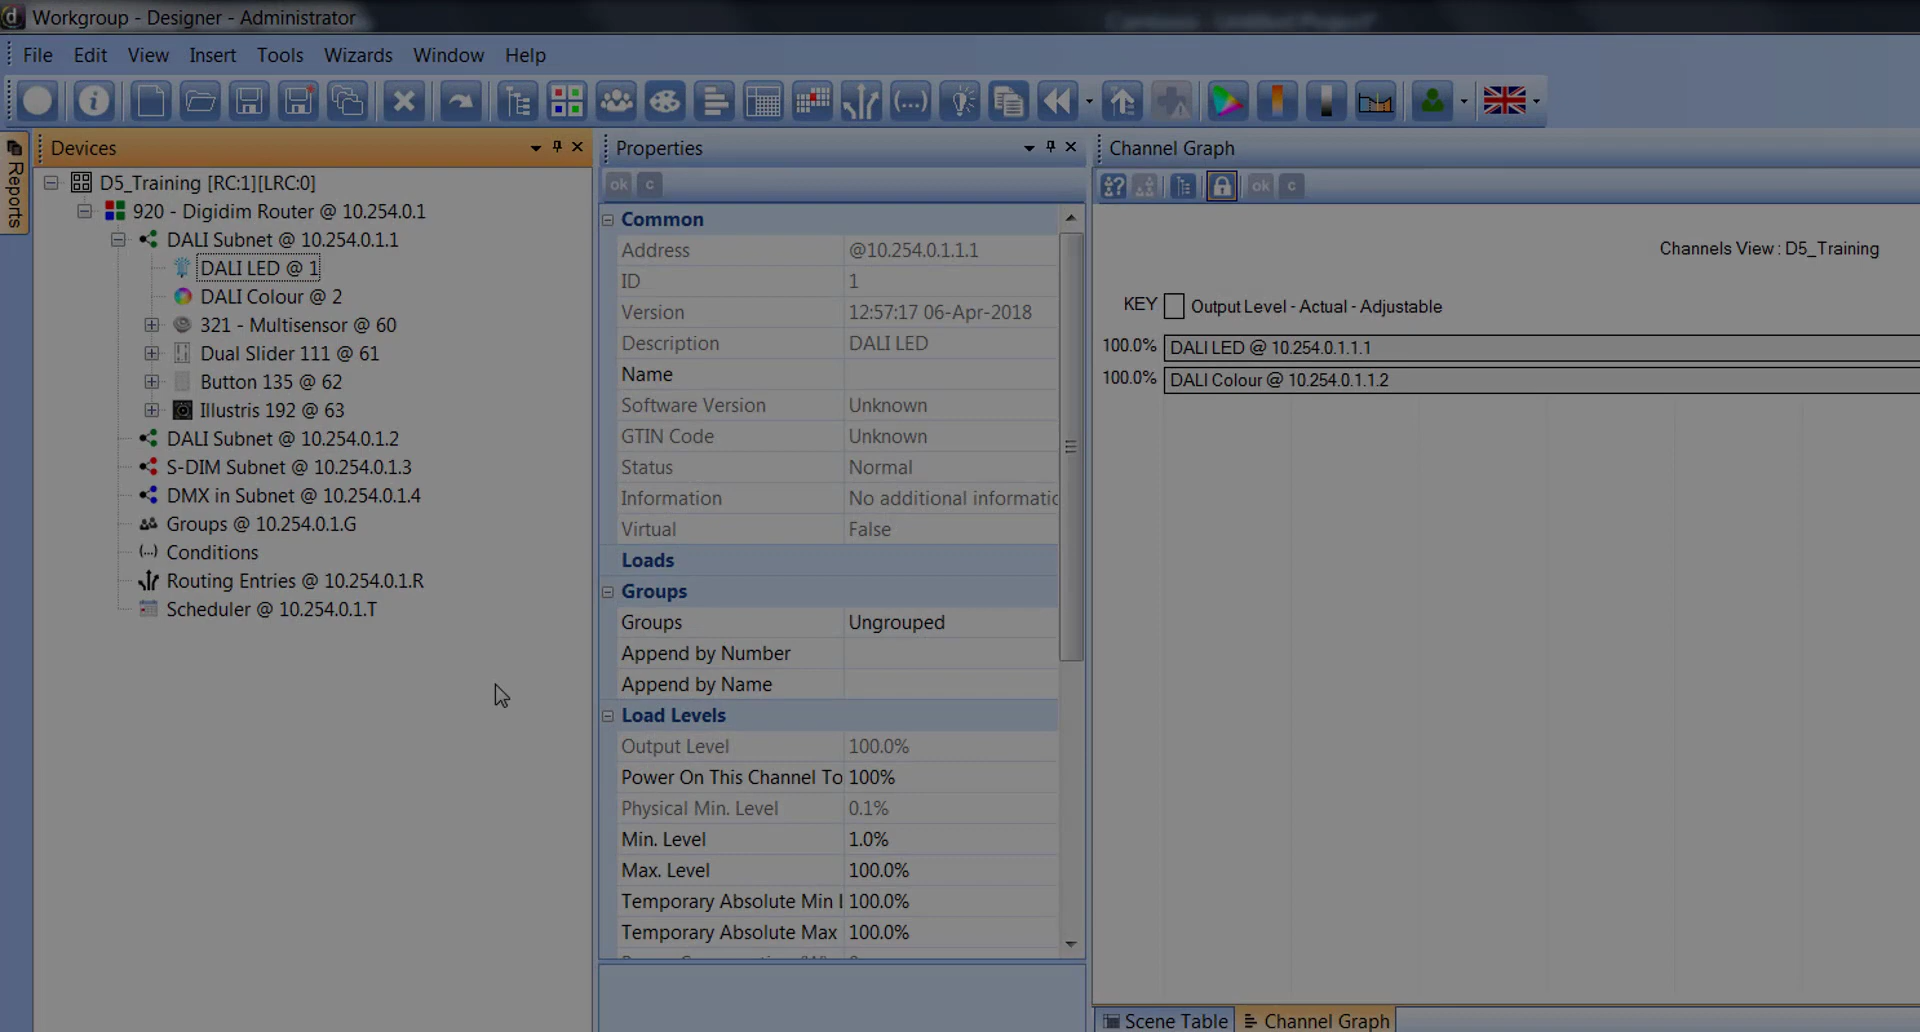 Workgroup - Designer - Administrator
File Edit View Insert Tools Wizards Window Help
Reports
Devices
D5_Training [RC:1][LRC:0]
920 - Digidim Router @ 10.254.0.1
DALI Subnet @ 10.254.0.1.1
DALI LED @ 1
DALI Colour @ 2
321 - Multisensor @ 60
Dual Slider 111 @ 61
Button 135 @ 62
Illustris 192 @ 63
DALI Subnet @ 10.254.0.1.2
S-DIM Subnet @ 10.254.0.1.3
DMX in Subnet @ 10.254.0.1.4
Groups @ 10.254.0.1.G
Conditions
Routing Entries @ 10.254.0.1.R
Scheduler @ 10.254.0.1.T
Properties
ok c
Common
Address @10.254.0.1.1.1
ID 1
Version 12:57:17 06-Apr-2018
Description DALI LED
Name
Software Version Unknown
GTIN Code Unknown
Status Normal
Information No additional informatic
Virtual False
Loads
Groups
Groups Ungrouped
Append by Number
Append by Name
Load Levels
Output Level 100.0%
Power On This Channel To 100%
Physical Min. Level 0.1%
Min. Level 1.0%
Max. Level 100.0%
Temporary Absolute Min l 100.0%
Temporary Absolute Max 100.0%
Channel Graph
ok c
Channels View : D5_Training
KEY Output Level - Actual - Adjustable
100.0% DALI LED @ 10.254.0.1.1.1
100.0% DALI Colour @ 10.254.0.1.1.2
Scene Table Channel Graph